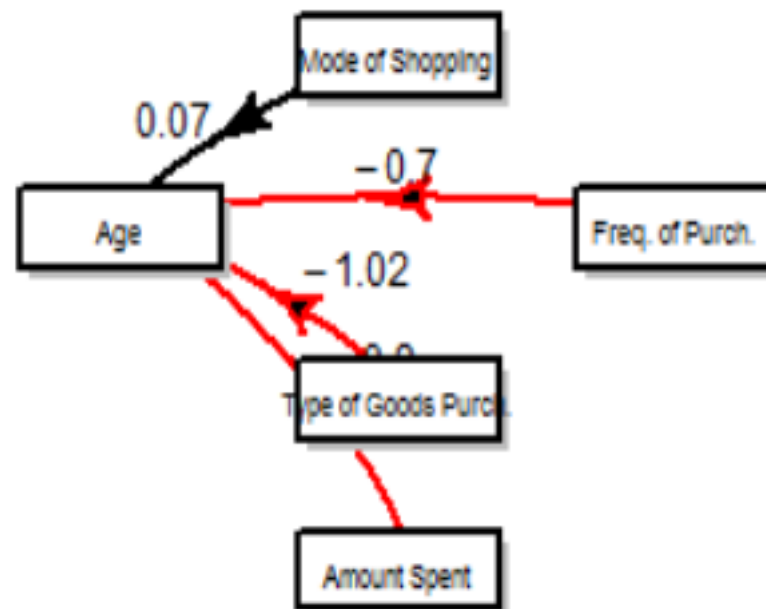 Mode of Shopping
0.07
– 0.7
Age
Freq. of Purch.
– 1.02
Type of Goods Purch.
Amount Spent